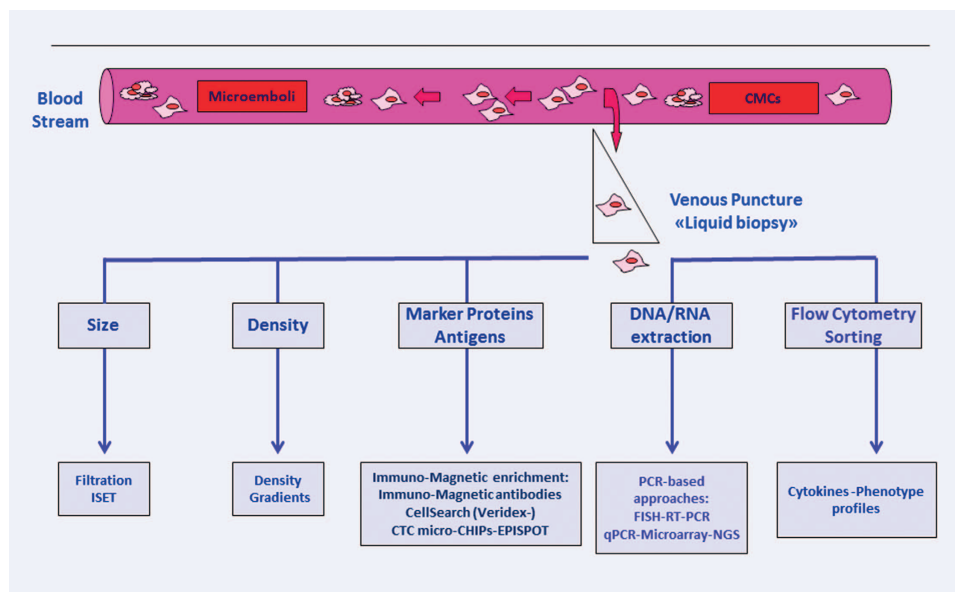 Blood
Stream
Microemboli
CMCs
Venous Puncture
«Liquid biopsy»
Size
Density
Marker Proteins
Antigens
DNA/RNA
extraction
Flow Cytometry
Sorting
Filtration
ISET
Density
Gradients
Immuno-Magnetic enrichment:
Immuno-Magnetic antibodies
CellSearch (Veridex-)
CTC micro-CHIPs-EPISPOT
PCR-based
approaches:
FISH-RT-PCR
qPCR-Microarray-NGS
Cytokines-Phenotype
profiles